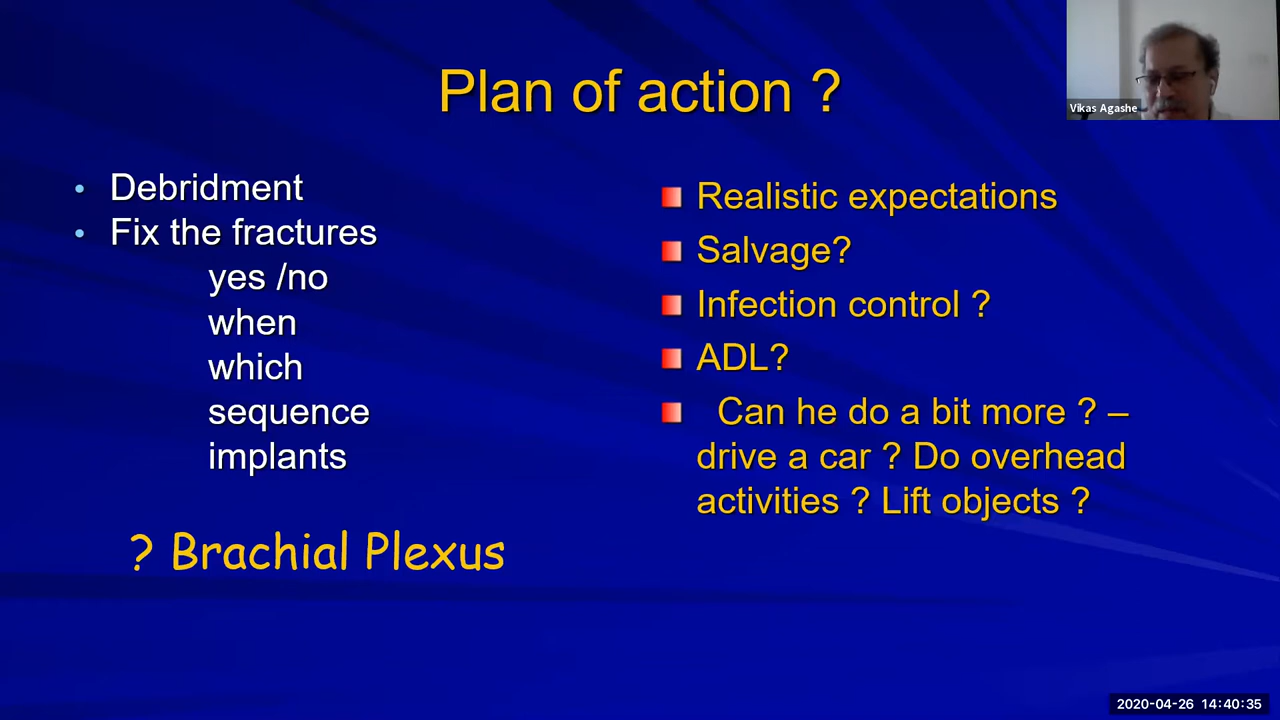 Plan of action ?
Vikas Agashe
Debridment
Fix the fractures
yes /no
when
which
sequence
implants
? Brachial Plexus
Realistic expectations
Salvage?
Infection control ?
ADL?
Can he do a bit more ? –
drive a car ? Do overhead
activities ? Lift objects ?
2020-04-26 14:40:35